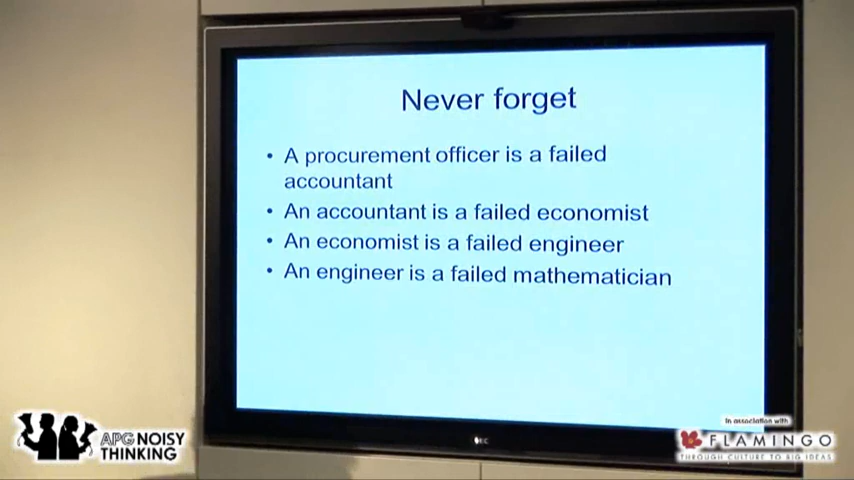 Never forget
• A procurement officer is a failed
accountant
• An accountant is a failed economist
• An economist is a failed engineer
• An engineer is a failed mathematician
NEC
APG NOISY
THINKING
In association with
FLAMINGO
THROUGH CULTURE TO BIG IDEAS